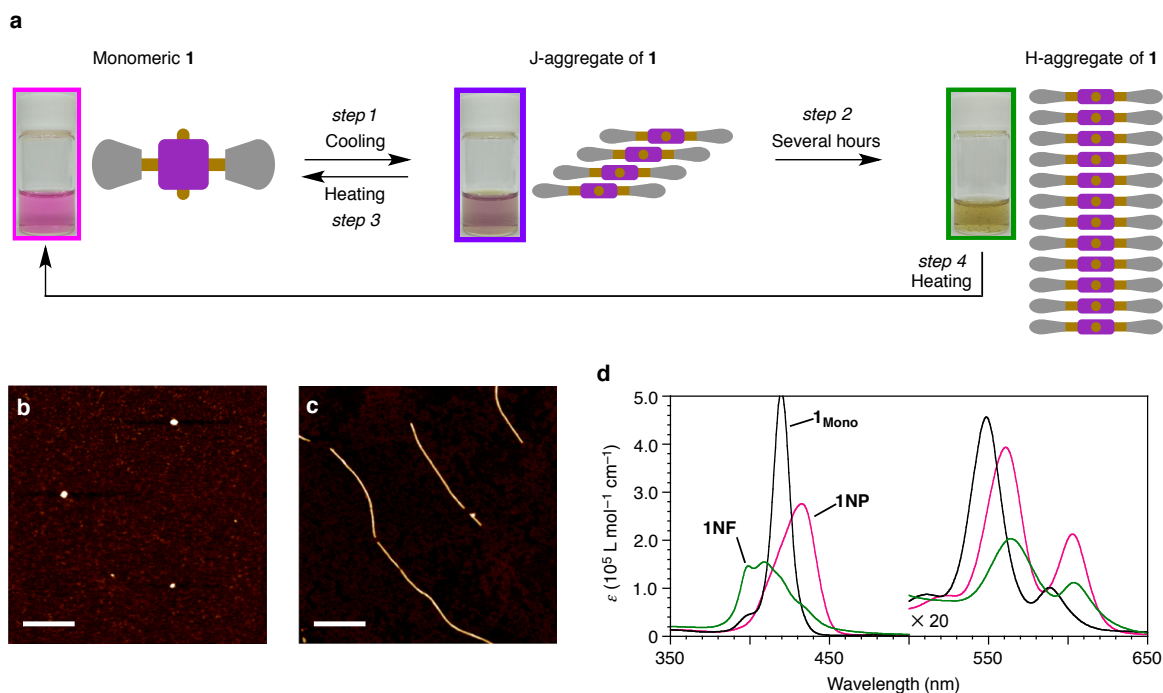 a
Monomeric 1
J-aggregate of 1
H-aggregate of 1
step 1
Cooling
Heating
step 3
step 2
Several hours
step 4
Heating
b
c
d
5.0
4.0
3.0
2.0
1.0
0
ε (10⁵ L mol⁻¹ cm⁻¹)
1Mono
1NP
1NF
× 20
350
450
550
650
Wavelength (nm)